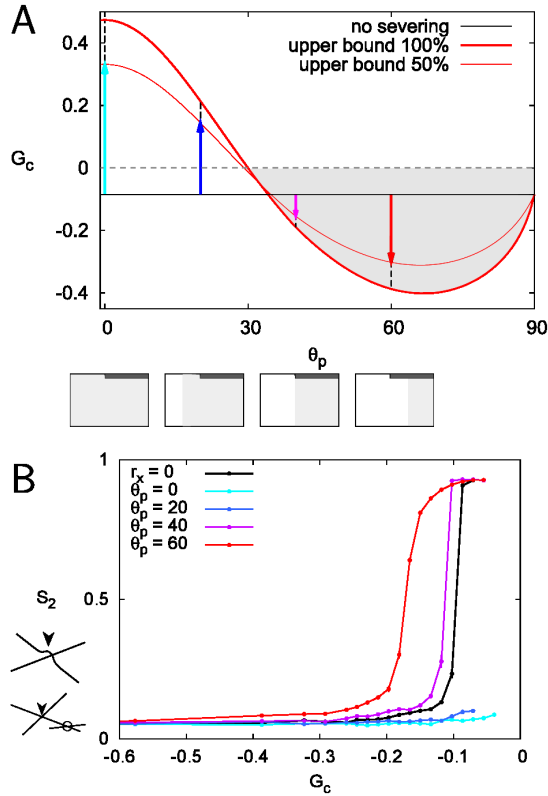 A
no severing
upper bound 100%
upper bound 50%
0.4
0.2
G_c
0
-0.2
-0.4
0
30
60
90
θ_p
B
1
r_x = 0
θ_p = 0
θ_p = 20
θ_p = 40
θ_p = 60
S_2
0.5
0
-0.6
-0.5
-0.4
-0.3
-0.2
-0.1
0
G_c